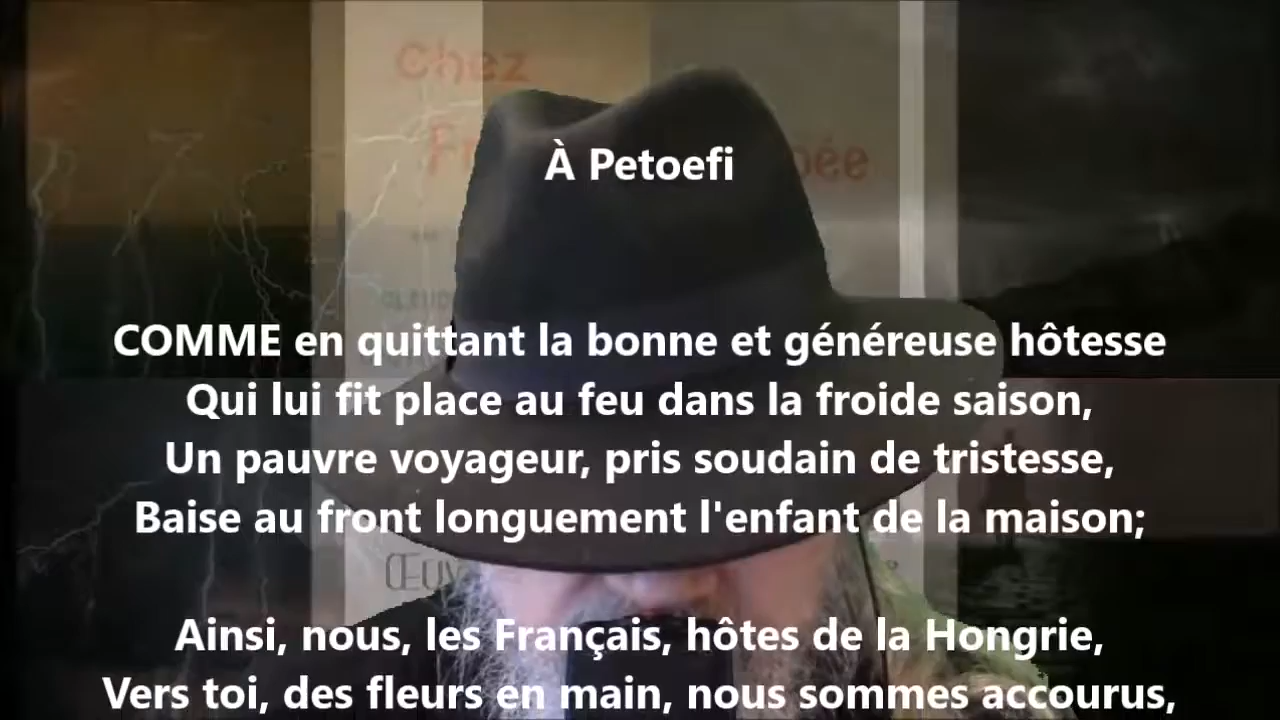 Chez
À Petoefi
COMME en quittant la bonne et généreuse hôtesse
Qui lui fit place au feu dans la froide saison,
Un pauvre voyageur, pris soudain de tristesse,
Baise au front longuement l'enfant de la maison;
Ainsi, nous, les Français, hôtes de la Hongrie,
Vers toi, des fleurs en main, nous sommes accourus,